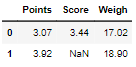 Points Score Weigh
0 3.07 3.44 17.02
1 3.92 NaN 18.90